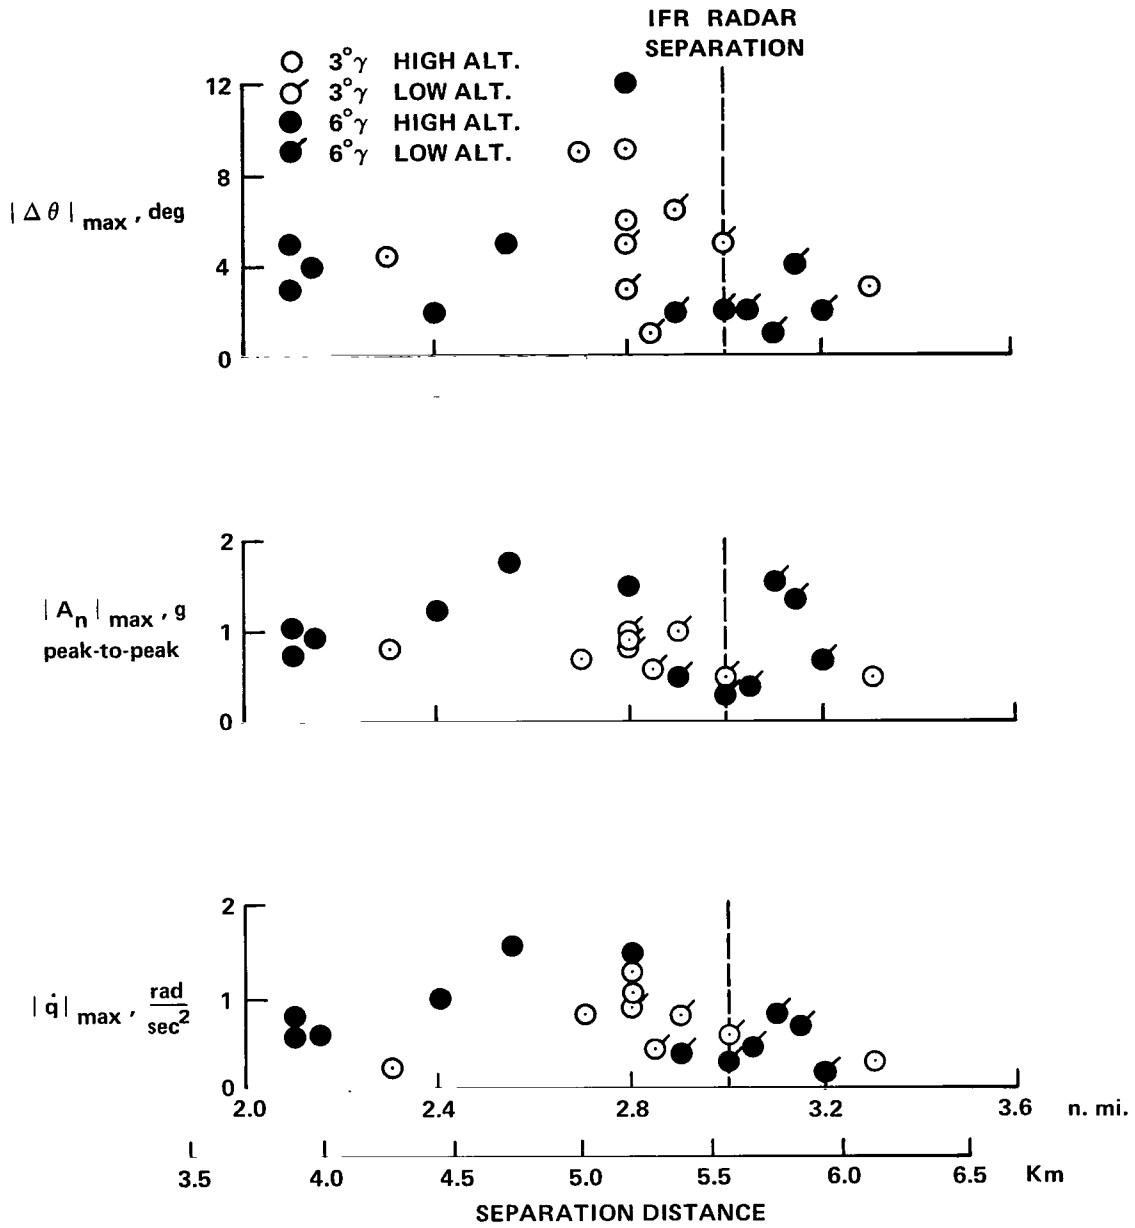 IFR RADAR
SEPARATION
3°γ HIGH ALT.
3°γ LOW ALT.
6°γ HIGH ALT.
6°γ LOW ALT.
12
8
4
0
|Δθ| max, deg
2
1
0
|An| max, g
peak-to-peak
2
1
0
|q̇| max, rad
sec²
2.0 2.4 2.8 3.2 3.6 n. mi.
3.5 4.0 4.5 5.0 5.5 6.0 6.5 Km
SEPARATION DISTANCE